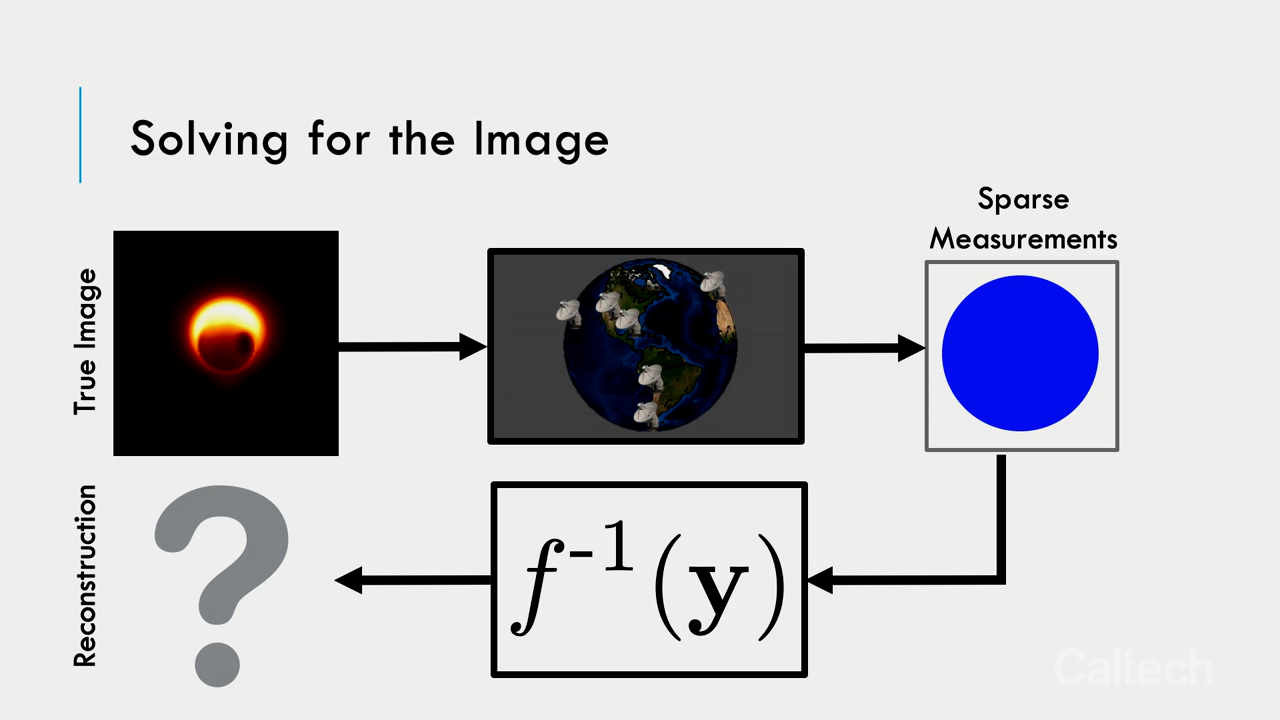 Solving for the Image
Sparse
Measurements
True Image
f⁻¹(y)
Reconstruction
?
Caltech